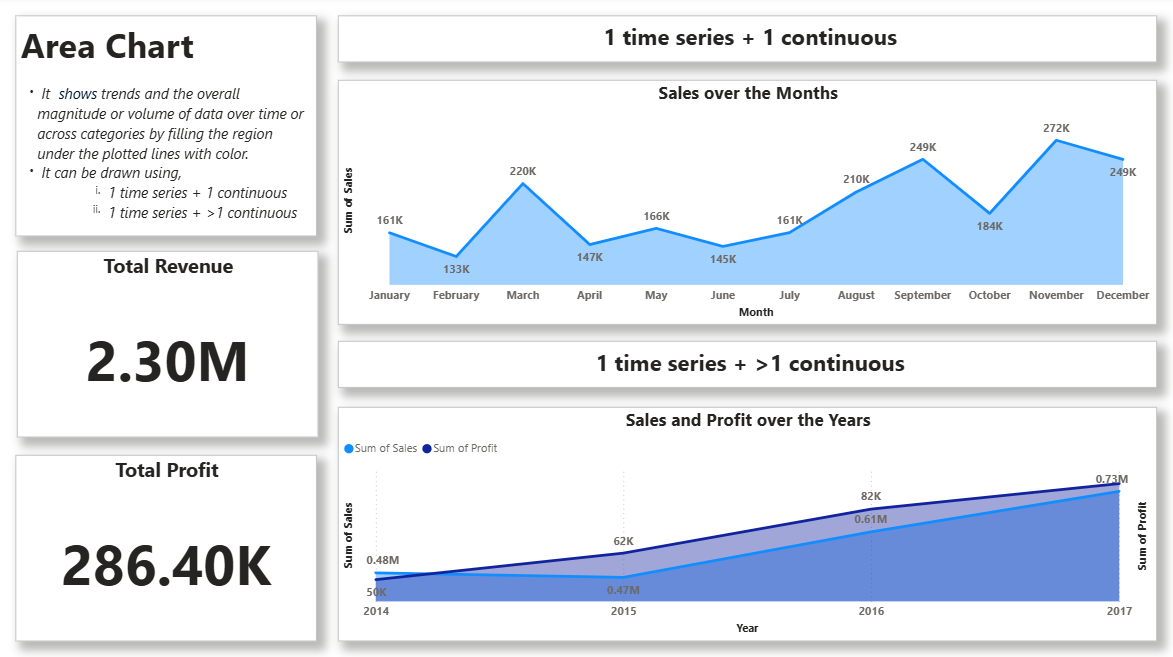 Area Chart
• It shows trends and the overall
magnitude or volume of data over time or
across categories by filling the region
under the plotted lines with color.
• It can be drawn using,
i. 1 time series + 1 continuous
ii. 1 time series + >1 continuous
Total Revenue
2.30M
Total Profit
286.40K
1 time series + 1 continuous
Sales over the Months
Sum of Sales
161K
133K
220K
147K
166K
145K
161K
210K
249K
184K
272K
249K
January February March April May June July August September October November December
Month
1 time series + >1 continuous
Sales and Profit over the Years
Sum of Sales Sum of Profit
Sum of Sales
0.48M
50K
62K
0.47M
82K
0.61M
0.73M
Sum of Profit
2014 2015 2016 2017
Year